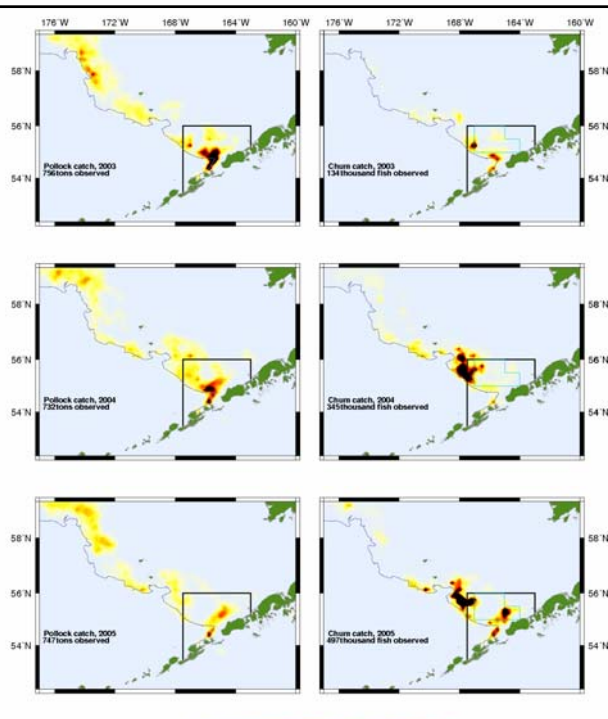 176˚W 172˚W 168˚W 164˚W 160˚W 176˚W 172˚W 168˚W 164˚W 160˚W
58˚N 58˚N
56˚N 56˚N
Pollock catch, 2003 Chum catch, 2003
756tons observed 134thousand fish observed
54˚N 54˚N
58˚N 58˚N
56˚N 56˚N
Pollock catch, 2004 Chum catch, 2004
732tons observed 345thousand fish observed
54˚N 54˚N
58˚N 58˚N
56˚N 56˚N
Pollock catch, 2005 Chum catch, 2005
747tons observed 497thousand fish observed
54˚N 54˚N